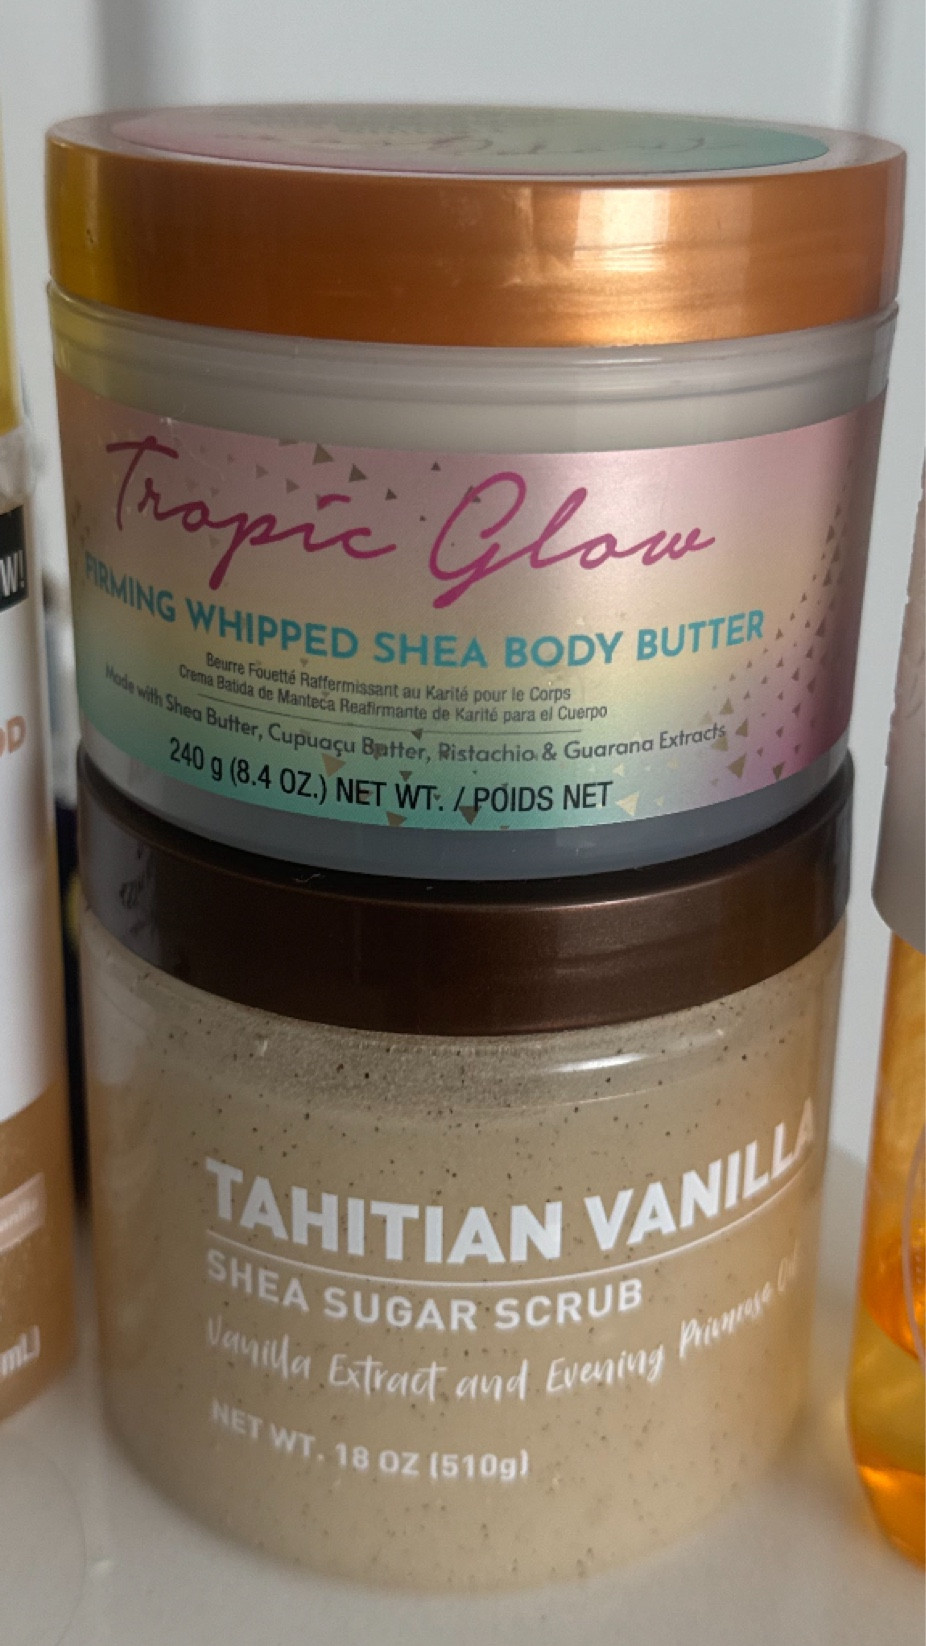 Tropic Glow
FIRMING WHIPPED SHEA BODY BUTTER
Beurre Fouetté Raffermissant au Karité pour le Corps
Crema Batida de Manteca Reafirmante de Karité para el Cuerpo
Made with Shea Butter, Cupuaçu Butter, Pistachio & Guarana Extracts
240 g (8.4 OZ.) NET WT. / POIDS NET
W!
OD
mL)
TAHITIAN VANILLA
SHEA SUGAR SCRUB
Vanilla Extract and Evening Primrose Oil
NET WT. 18 OZ (510g)